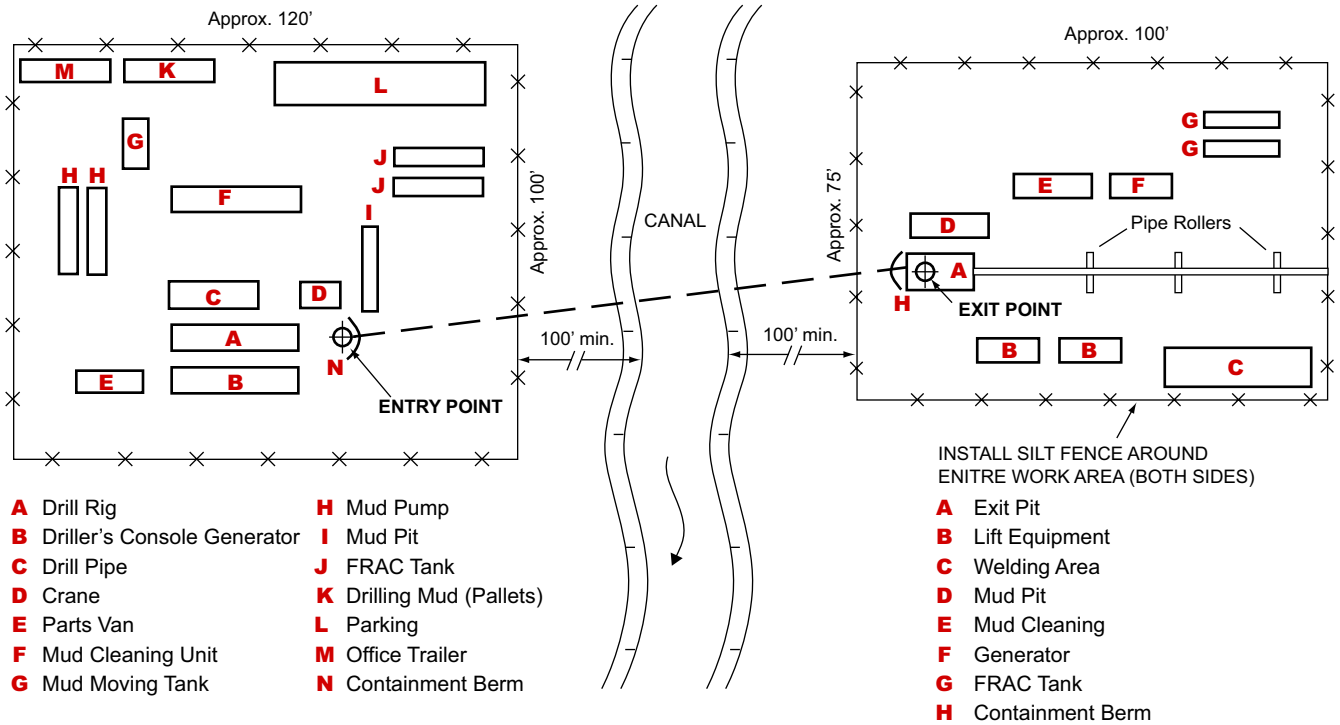 Approx. 120'
M
K
L
G
J
H
H
J
F
I
C
D
A
N
E
B
ENTRY POINT
Approx. 100'
100' min.
CANAL
100' min.
Approx. 100'
Approx. 75'
G
G
E
F
D
Pipe Rollers
A
H
EXIT POINT
B
B
C
INSTALL SILT FENCE AROUND
ENITRE WORK AREA (BOTH SIDES)
A Drill Rig
B Driller's Console Generator
C Drill Pipe
D Crane
E Parts Van
F Mud Cleaning Unit
G Mud Moving Tank
H Mud Pump
I Mud Pit
J FRAC Tank
K Drilling Mud (Pallets)
L Parking
M Office Trailer
N Containment Berm
A Exit Pit
B Lift Equipment
C Welding Area
D Mud Pit
E Mud Cleaning
F Generator
G FRAC Tank
H Containment Berm